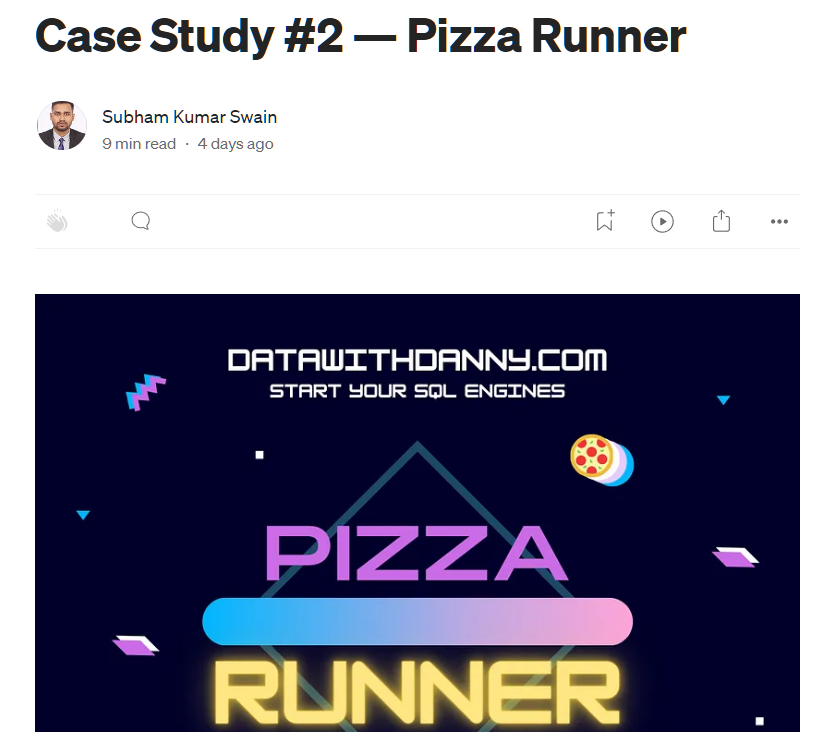 Case Study #2 — Pizza Runner
Subham Kumar Swain
9 min read · 4 days ago
DATAWITHDANNY.COM
START YOUR SQL ENGINES
PIZZA
RUNNER